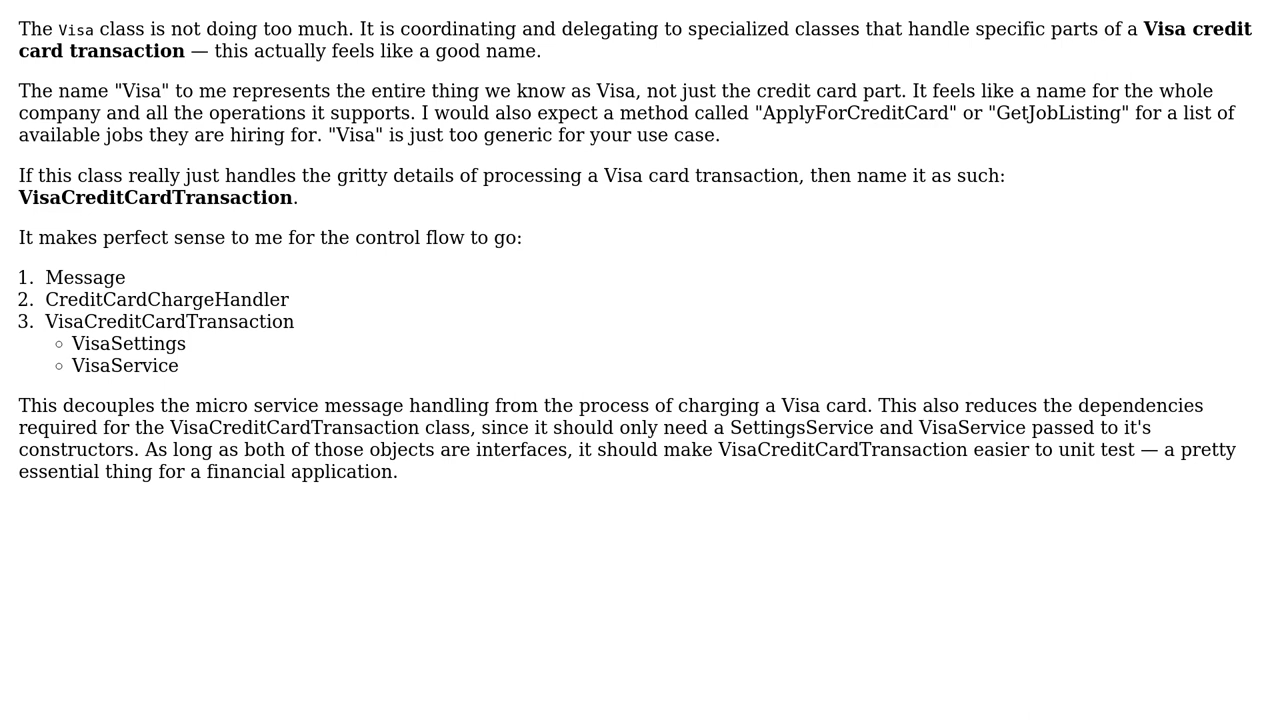 The Visa class is not doing too much. It is coordinating and delegating to specialized classes that handle specific parts of a Visa credit
card transaction — this actually feels like a good name.
The name "Visa" to me represents the entire thing we know as Visa, not just the credit card part. It feels like a name for the whole
company and all the operations it supports. I would also expect a method called "ApplyForCreditCard" or "GetJobListing" for a list of
available jobs they are hiring for. "Visa" is just too generic for your use case.
If this class really just handles the gritty details of processing a Visa card transaction, then name it as such:
VisaCreditCardTransaction.
It makes perfect sense to me for the control flow to go:
1. Message
2. CreditCardChargeHandler
3. VisaCreditCardTransaction
◦ VisaSettings
◦ VisaService
This decouples the micro service message handling from the process of charging a Visa card. This also reduces the dependencies
required for the VisaCreditCardTransaction class, since it should only need a SettingsService and VisaService passed to it's
constructors. As long as both of those objects are interfaces, it should make VisaCreditCardTransaction easier to unit test — a pretty
essential thing for a financial application.